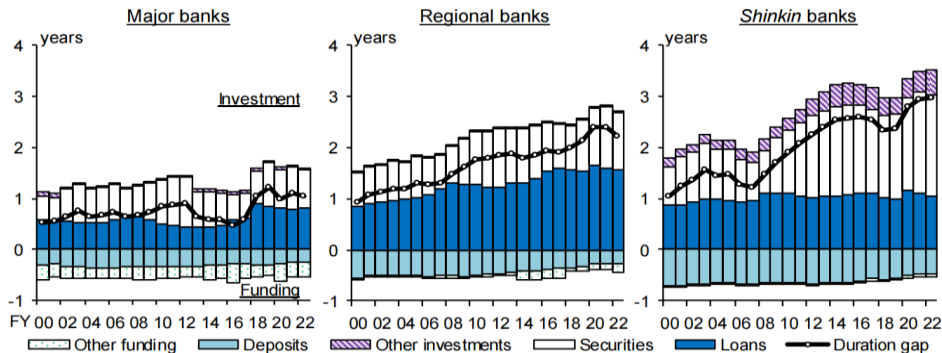 Major banks
Regional banks
Shinkin banks
years
years
years
4
3
2
1
0
-1
4
3
2
1
0
-1
4
3
2
1
0
-1
Investment
Funding
FY 00 02 04 06 08 10 12 14 16 18 20 22
00 02 04 06 08 10 12 14 16 18 20 22
00 02 04 06 08 10 12 14 16 18 20 22
Other funding Deposits Other investments Securities Loans Duration gap